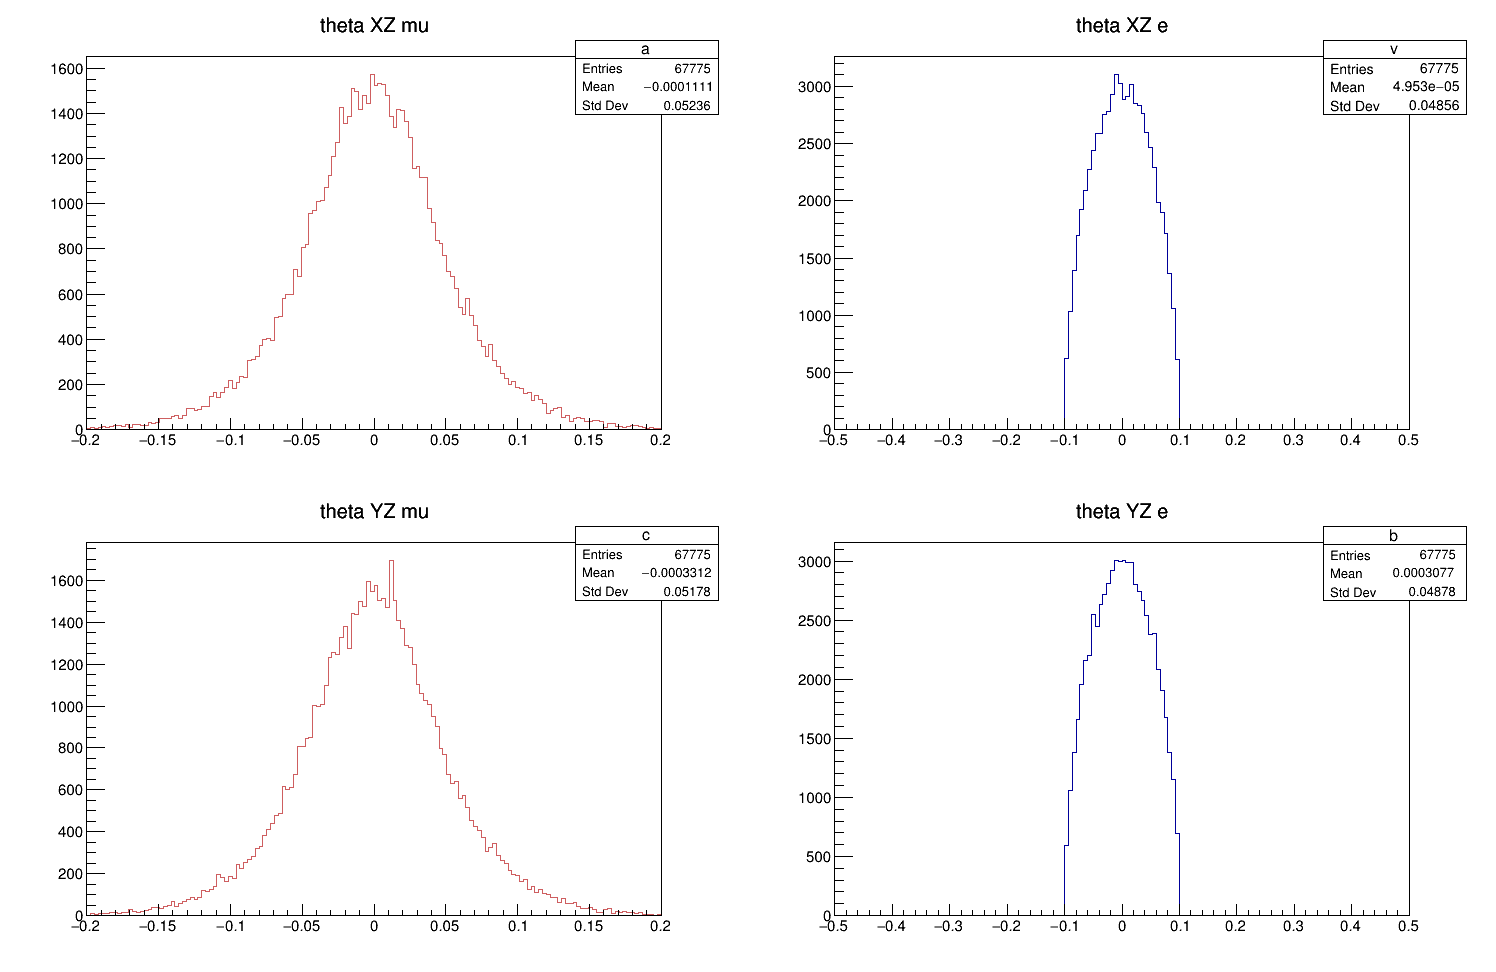 theta XZ mu
a
Entries 67775
Mean −0.0001111
Std Dev 0.05236
1600
1400
1200
1000
800
600
400
200
0
−0.2 −0.15 −0.1 −0.05 0 0.05 0.1 0.15 0.2
theta XZ e
v
Entries 67775
Mean 4.953e−05
Std Dev 0.04856
3000
2500
2000
1500
1000
500
0
−0.5 −0.4 −0.3 −0.2 −0.1 0 0.1 0.2 0.3 0.4 0.5
theta YZ mu
c
Entries 67775
Mean −0.0003312
Std Dev 0.05178
1600
1400
1200
1000
800
600
400
200
0
−0.2 −0.15 −0.1 −0.05 0 0.05 0.1 0.15 0.2
theta YZ e
b
Entries 67775
Mean 0.0003077
Std Dev 0.04878
3000
2500
2000
1500
1000
500
0
−0.5 −0.4 −0.3 −0.2 −0.1 0 0.1 0.2 0.3 0.4 0.5